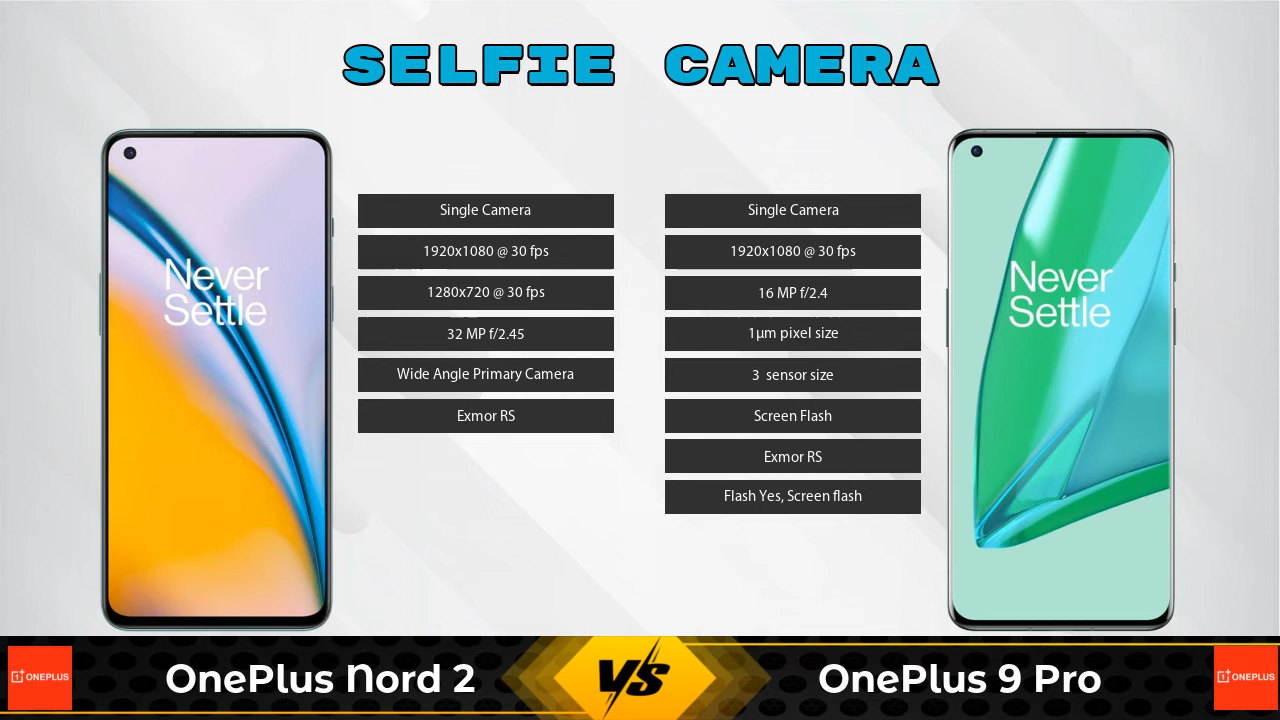 SELFIE CAMERA
Never
Settle
Single Camera
1920x1080 @ 30 fps
1280x720 @ 30 fps
32 MP f/2.45
Wide Angle Primary Camera
Exmor RS
Single Camera
1920x1080 @ 30 fps
16 MP f/2.4
1µm pixel size
3 sensor size
Screen Flash
Exmor RS
Flash Yes, Screen flash
Never
Settle
1+ ONEPLUS
OnePlus Nord 2
VS
OnePlus 9 Pro
1+ ONEPLUS